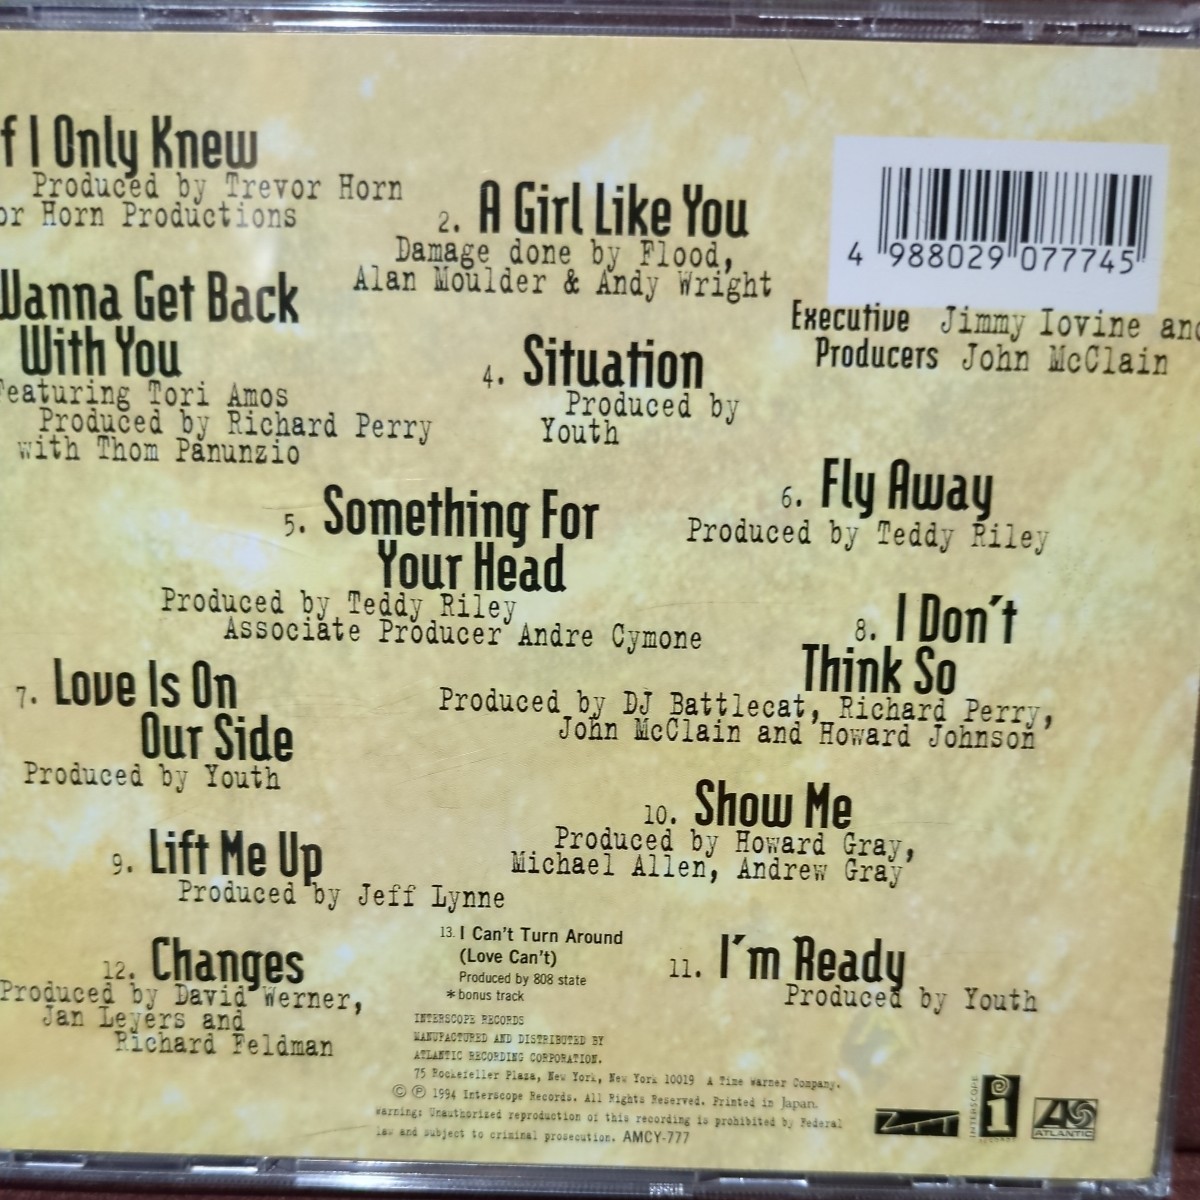 f I Only Knew
Produced by Trevor Horn
or Horn Productions
2. A Girl Like You
Damage done by Flood,
Alan Moulder & Andy Wright
4 988029 077745
Executive Jimmy Iovine and
Producers John McClain
Wanna Get Back
With You
Featuring Tori Amos
Produced by Richard Perry
with Thom Panunzio
4. Situation
Produced by
Youth
5. Something For
Your Head
Produced by Teddy Riley
Associate Producer Andre Cymone
6. Fly Away
Produced by Teddy Riley
7. Love Is On
Our Side
Produced by Youth
8. I Don't
Think So
Produced by DJ Battlecat, Richard Perry,
John McClain and Howard Johnson
9. Lift Me Up
Produced by Jeff Lynne
10. Show Me
Produced by Howard Gray,
Michael Allen, Andrew Gray
12. Changes
Produced by David Werner,
Jan Leyers and
Richard Feldman
13. I Can't Turn Around
(Love Can't)
Produced by 808 state
*bonus track
11. I'm Ready
Produced by Youth
INTERSCOPE RECORDS
MANUFACTURED AND DISTRIBUTED BY
ATLANTIC RECORDING CORPORATION.
75 Rockefeller Plaza, New York, New York 10019 A Time Warner Company.
© ℗ 1994 Interscope Records. All Rights Reserved. Printed in Japan.
Warning: Unauthorized reproduction of this recording is prohibited by Federal
law and subject to criminal prosecution. AMCY-777
ZTT
INTERSCOPE
i
RECORDS
ATLANTIC